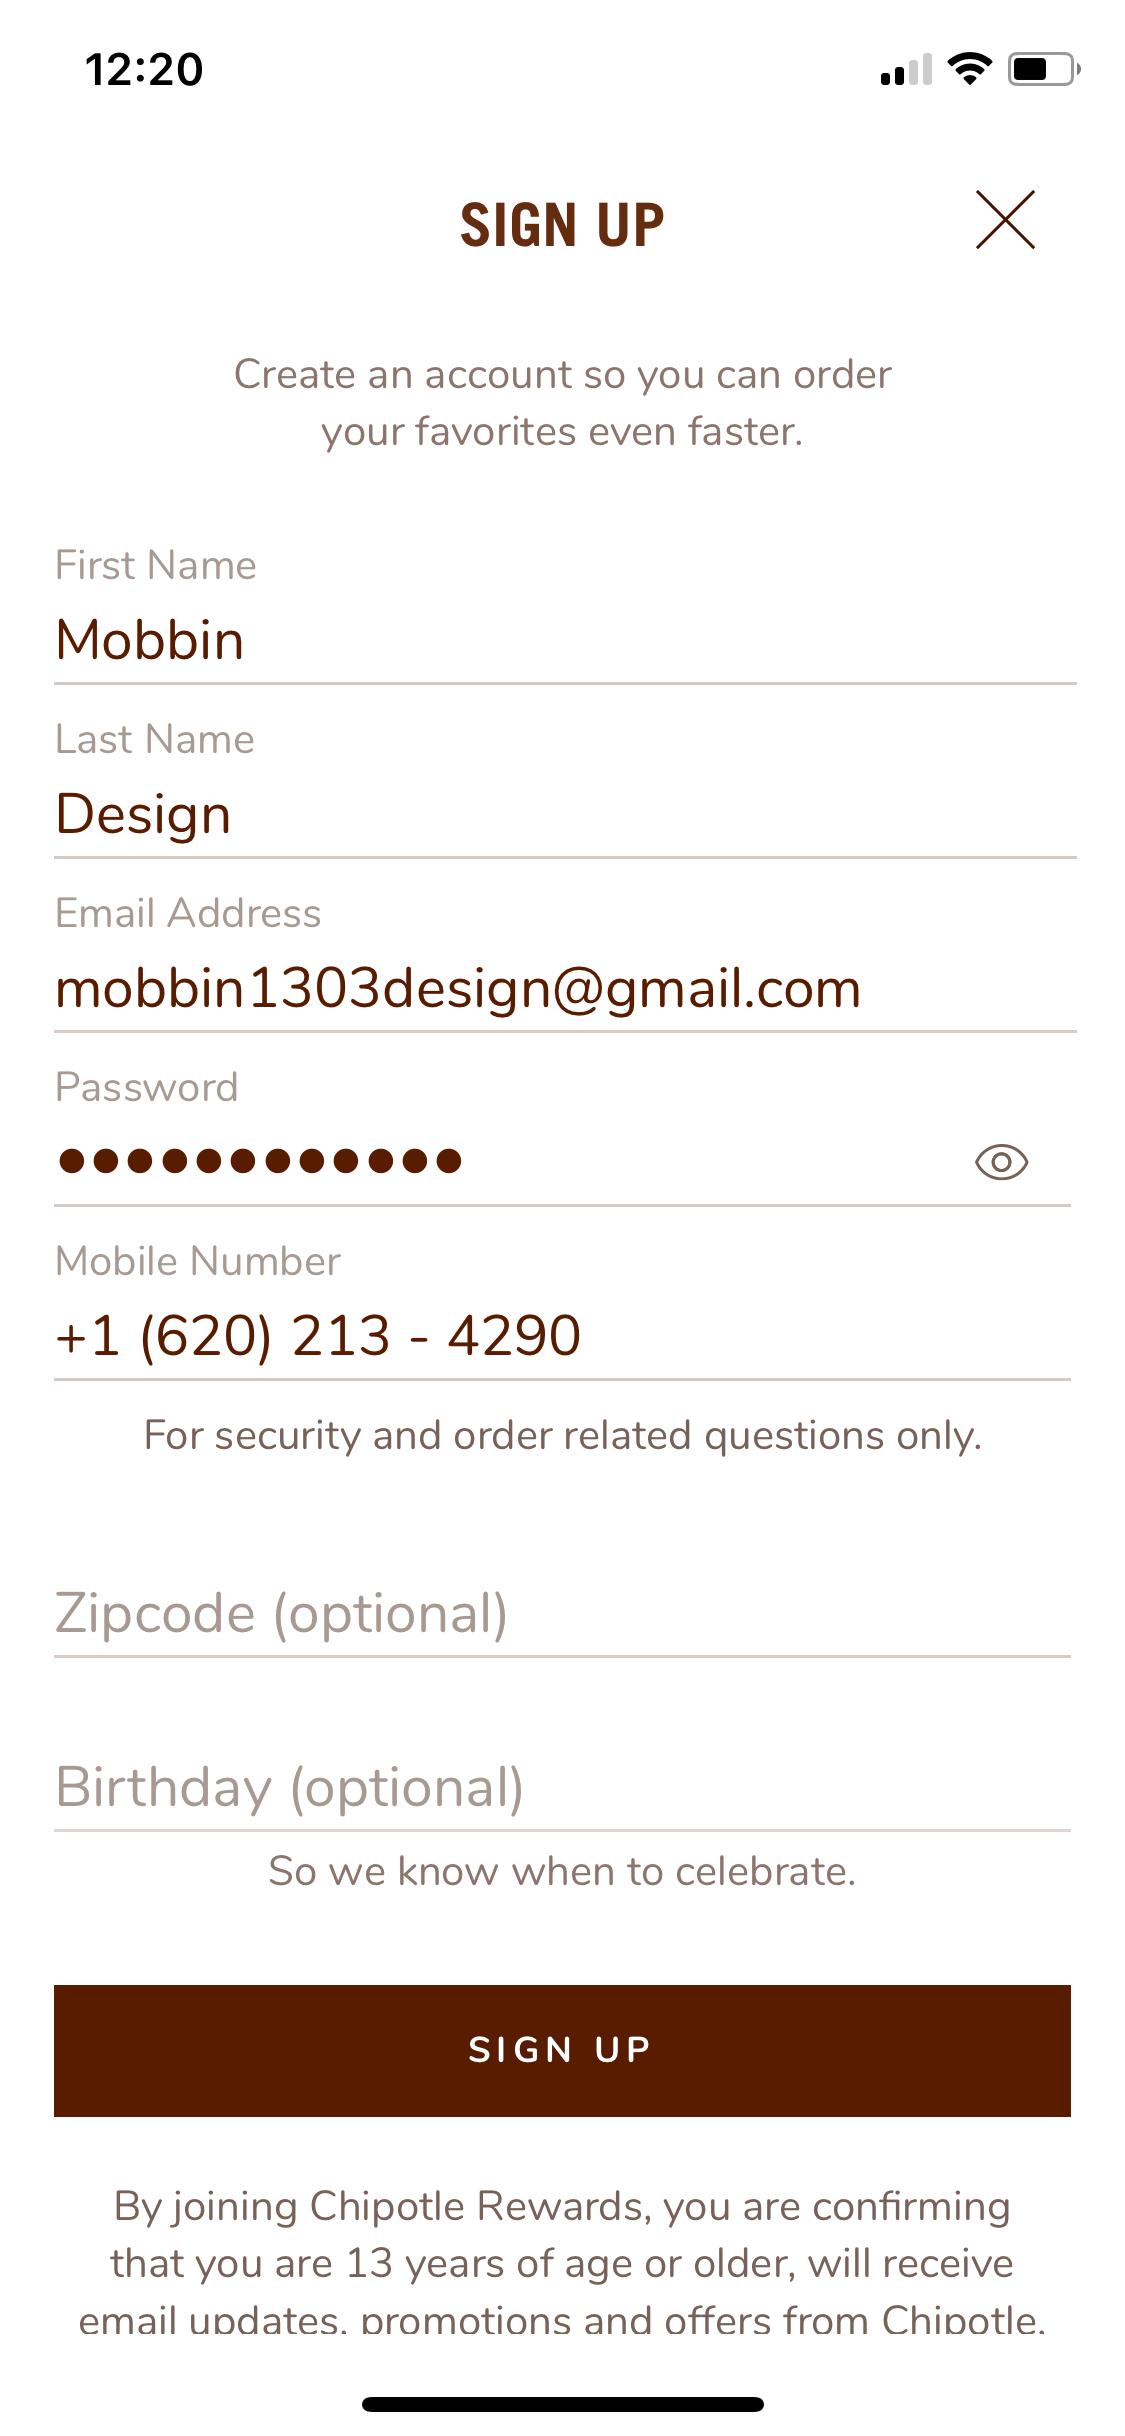 12:20
SIGN UP
Create an account so you can order
your favorites even faster.
First Name
Mobbin
Last Name
Design
Email Address
mobbin1303design@gmail.com
Password
●●●●●●●●●●●●
Mobile Number
+1 (620) 213 - 4290
For security and order related questions only.
Zipcode (optional)
Birthday (optional)
So we know when to celebrate.
SIGN UP
By joining Chipotle Rewards, you are confirming
that you are 13 years of age or older, will receive
email updates, promotions and offers from Chipotle,